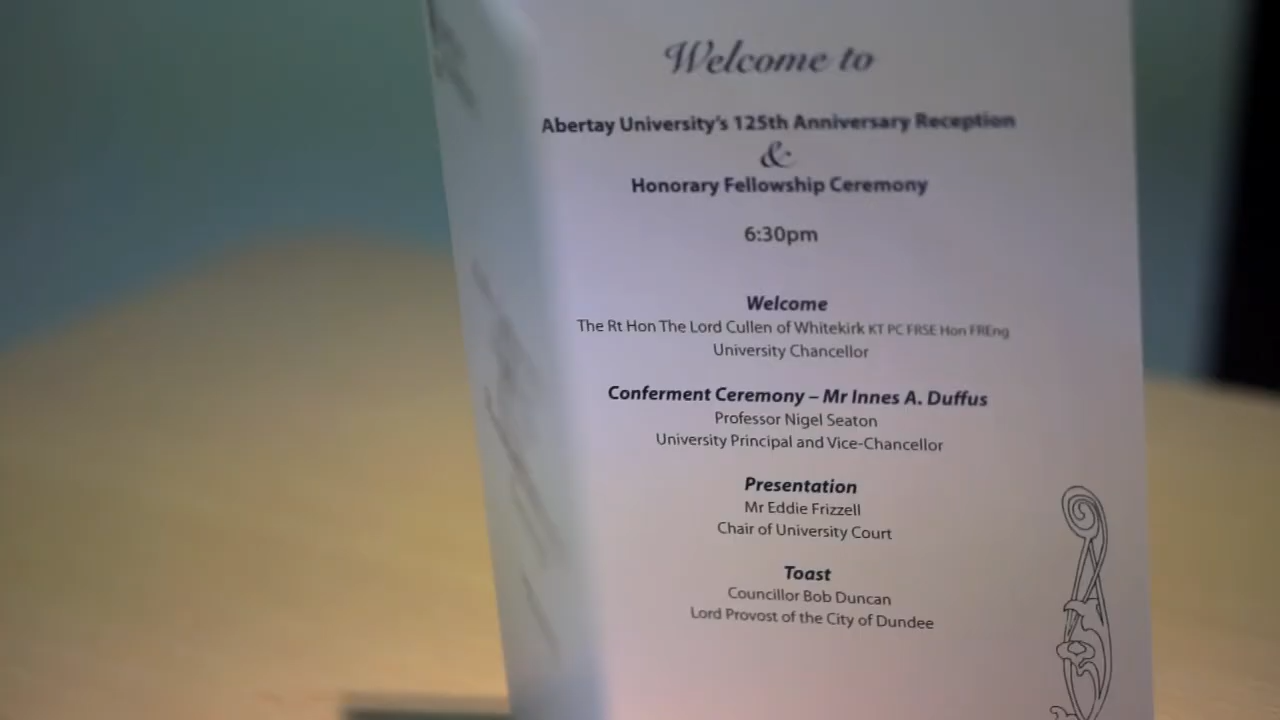 Welcome to
Abertay University's 125th Anniversary Reception
&
Honorary Fellowship Ceremony
6:30pm
Welcome
The Rt Hon The Lord Cullen of Whitekirk KT PC FRSE Hon FREng
University Chancellor
Conferment Ceremony – Mr Innes A. Duffus
Professor Nigel Seaton
University Principal and Vice-Chancellor
Presentation
Mr Eddie Frizzell
Chair of University Court
Toast
Councillor Bob Duncan
Lord Provost of the City of Dundee